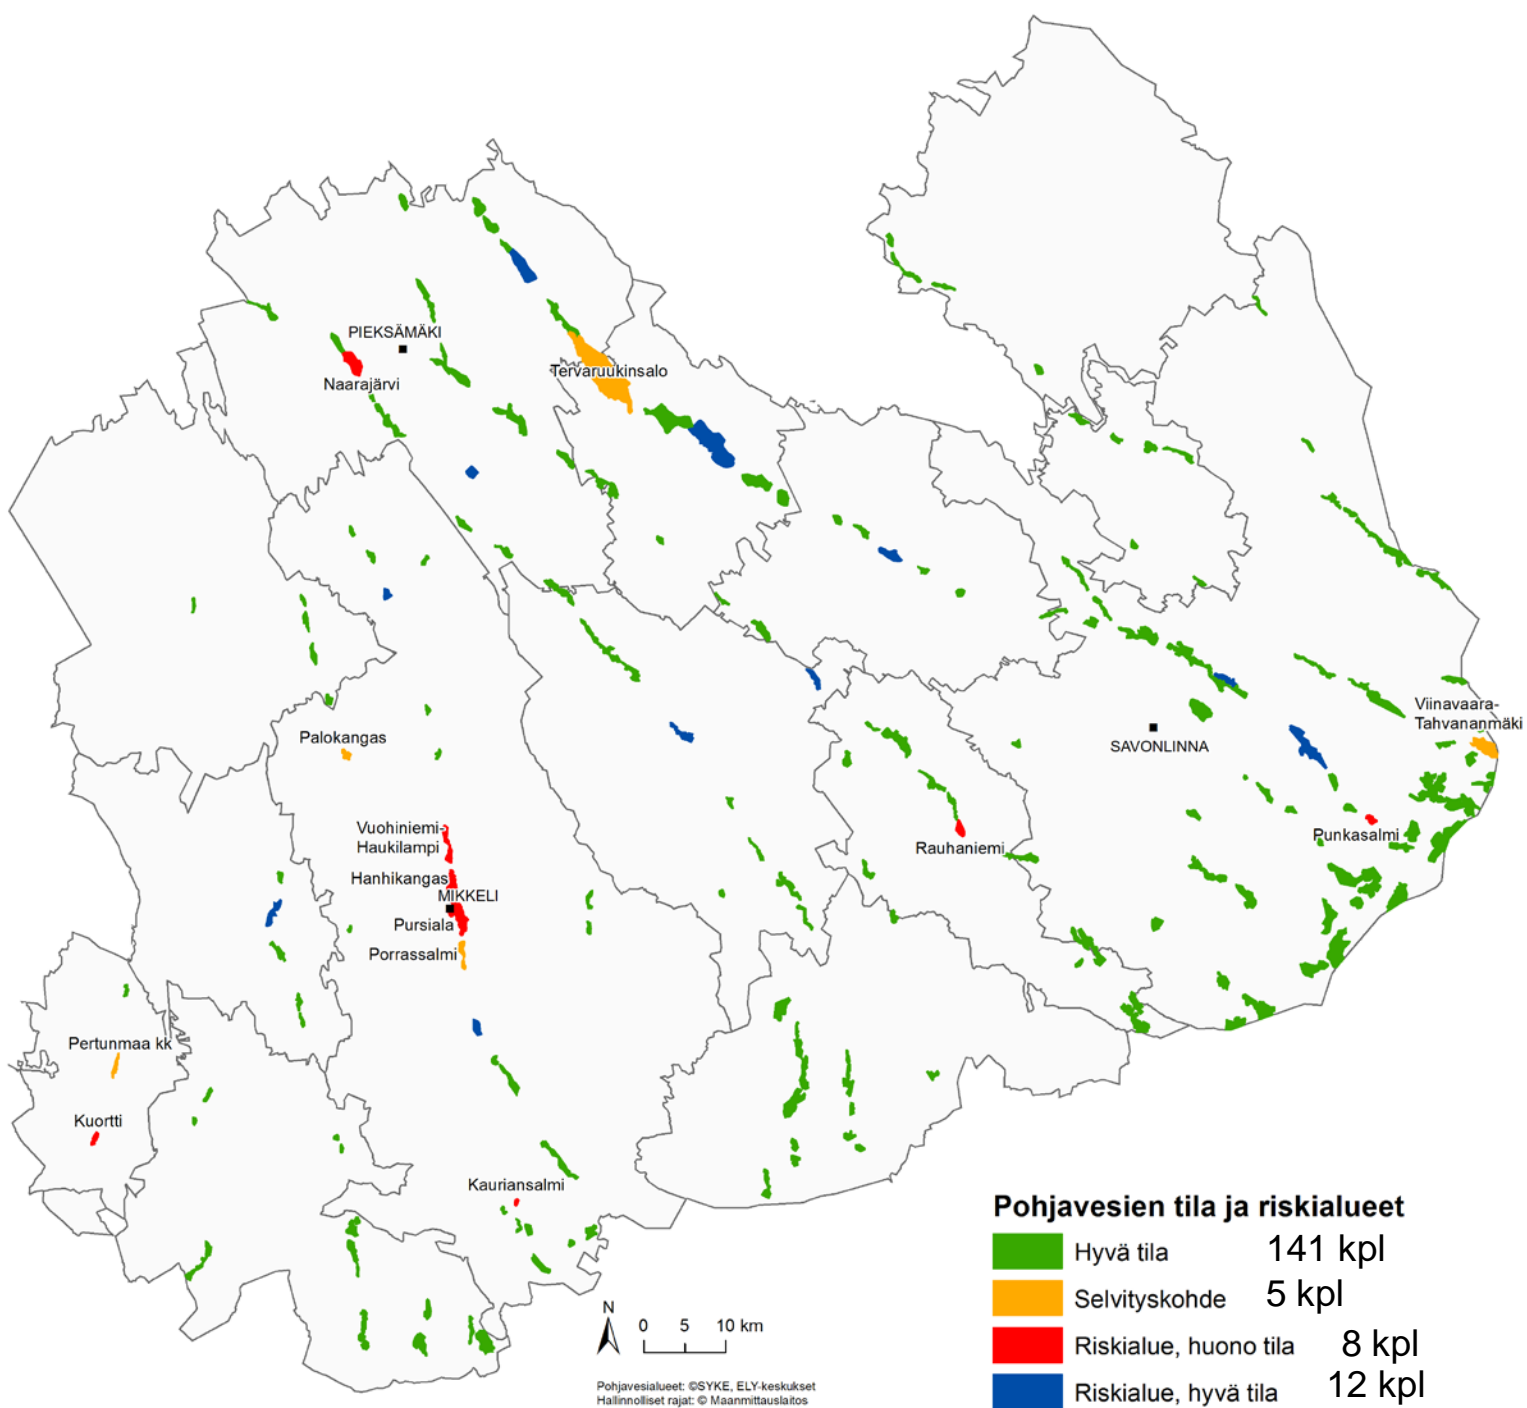 PIEKSÄMÄKI
Naarajärvi
Tervaruukinsalo
Viinavaara-
Tahvananmäki
Palokangas
SAVONLINNA
Vuohiniemi-
Haukilampi
Punkasalmi
Rauhaniemi
Hanhikangas
MIKKELI
Pursiala
Porrassalmi
Pertunmaa kk
Kuortti
Kauriansalmi
Pohjavesien tila ja riskialueet
Hyvä tila 141 kpl
Selvityskohde 5 kpl
Riskialue, huono tila 8 kpl
Riskialue, hyvä tila 12 kpl
N
0 5 10 km
Pohjavesialueet: ©SYKE, ELY-keskukset
Hallinnolliset rajat: © Maanmittauslaitos